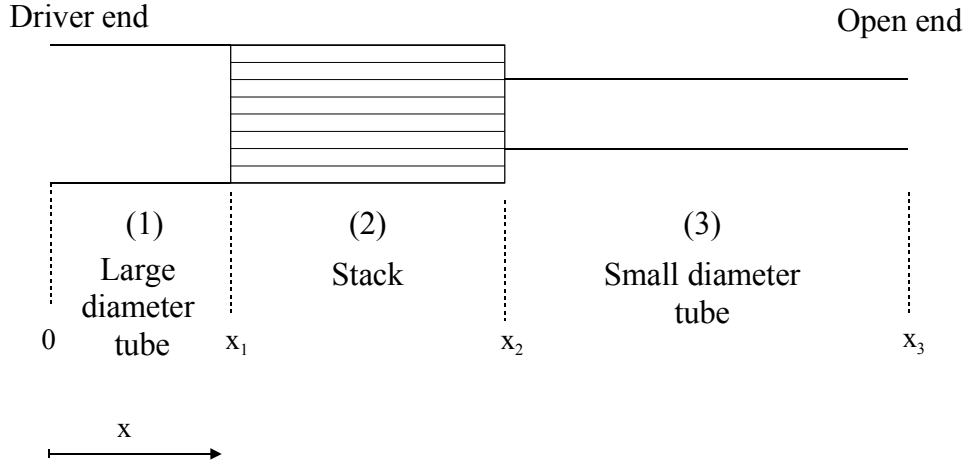 Driver end
Open end
(1)
(2)
(3)
Large
diameter
tube
Stack
Small diameter
tube
0
x₁
x₂
x₃
x